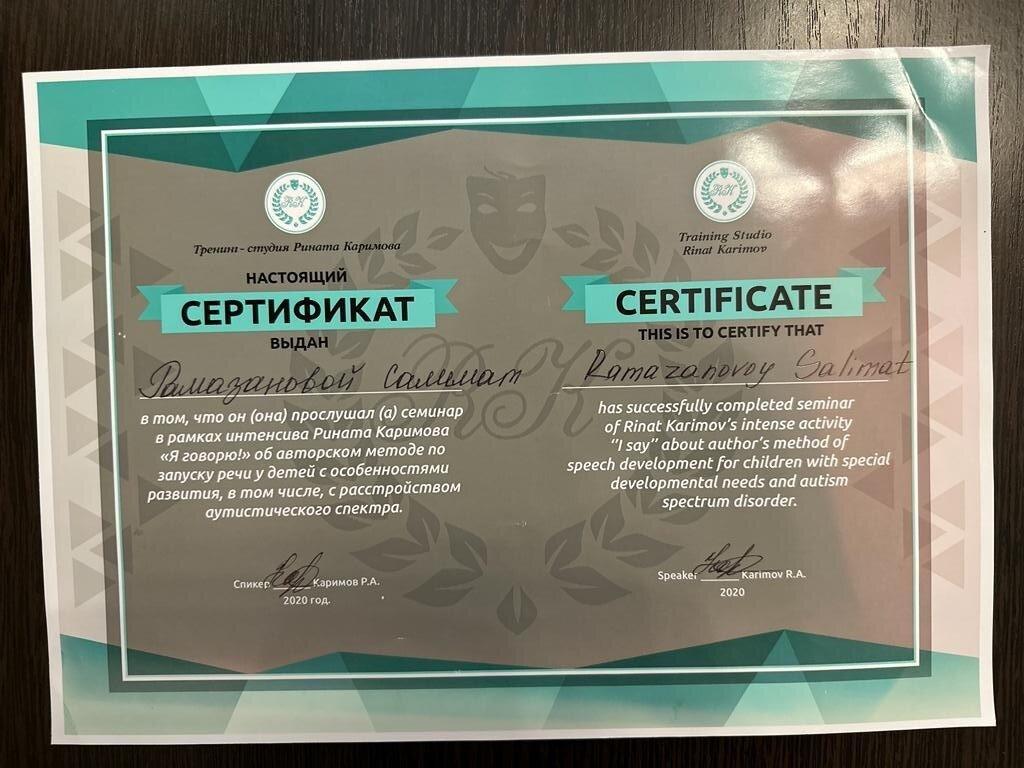 RK
Тренинг-студия Рината Каримова
НАСТОЯЩИЙ
СЕРТИФИКАТ
ВЫДАН
Рамазановой Салимат
в том, что он (она) прослушал (а) семинар
в рамках интенсива Рината Каримова
«Я говорю!» об авторском методе по
запуску речи у детей с особенностями
развития, в том числе, с расстройством
аутистического спектра.
Спикер Каримов Р.А.
2020 год.
RK
Training Studio
Rinat Karimov
CERTIFICATE
THIS IS TO CERTIFY THAT
Ramazanovoy Salimat
has successfully completed seminar
of Rinat Karimov's intense activity
"I say" about author's method of
speech development for children with special
developmental needs and autism
spectrum disorder.
Speaker Karimov R.A.
2020
RK